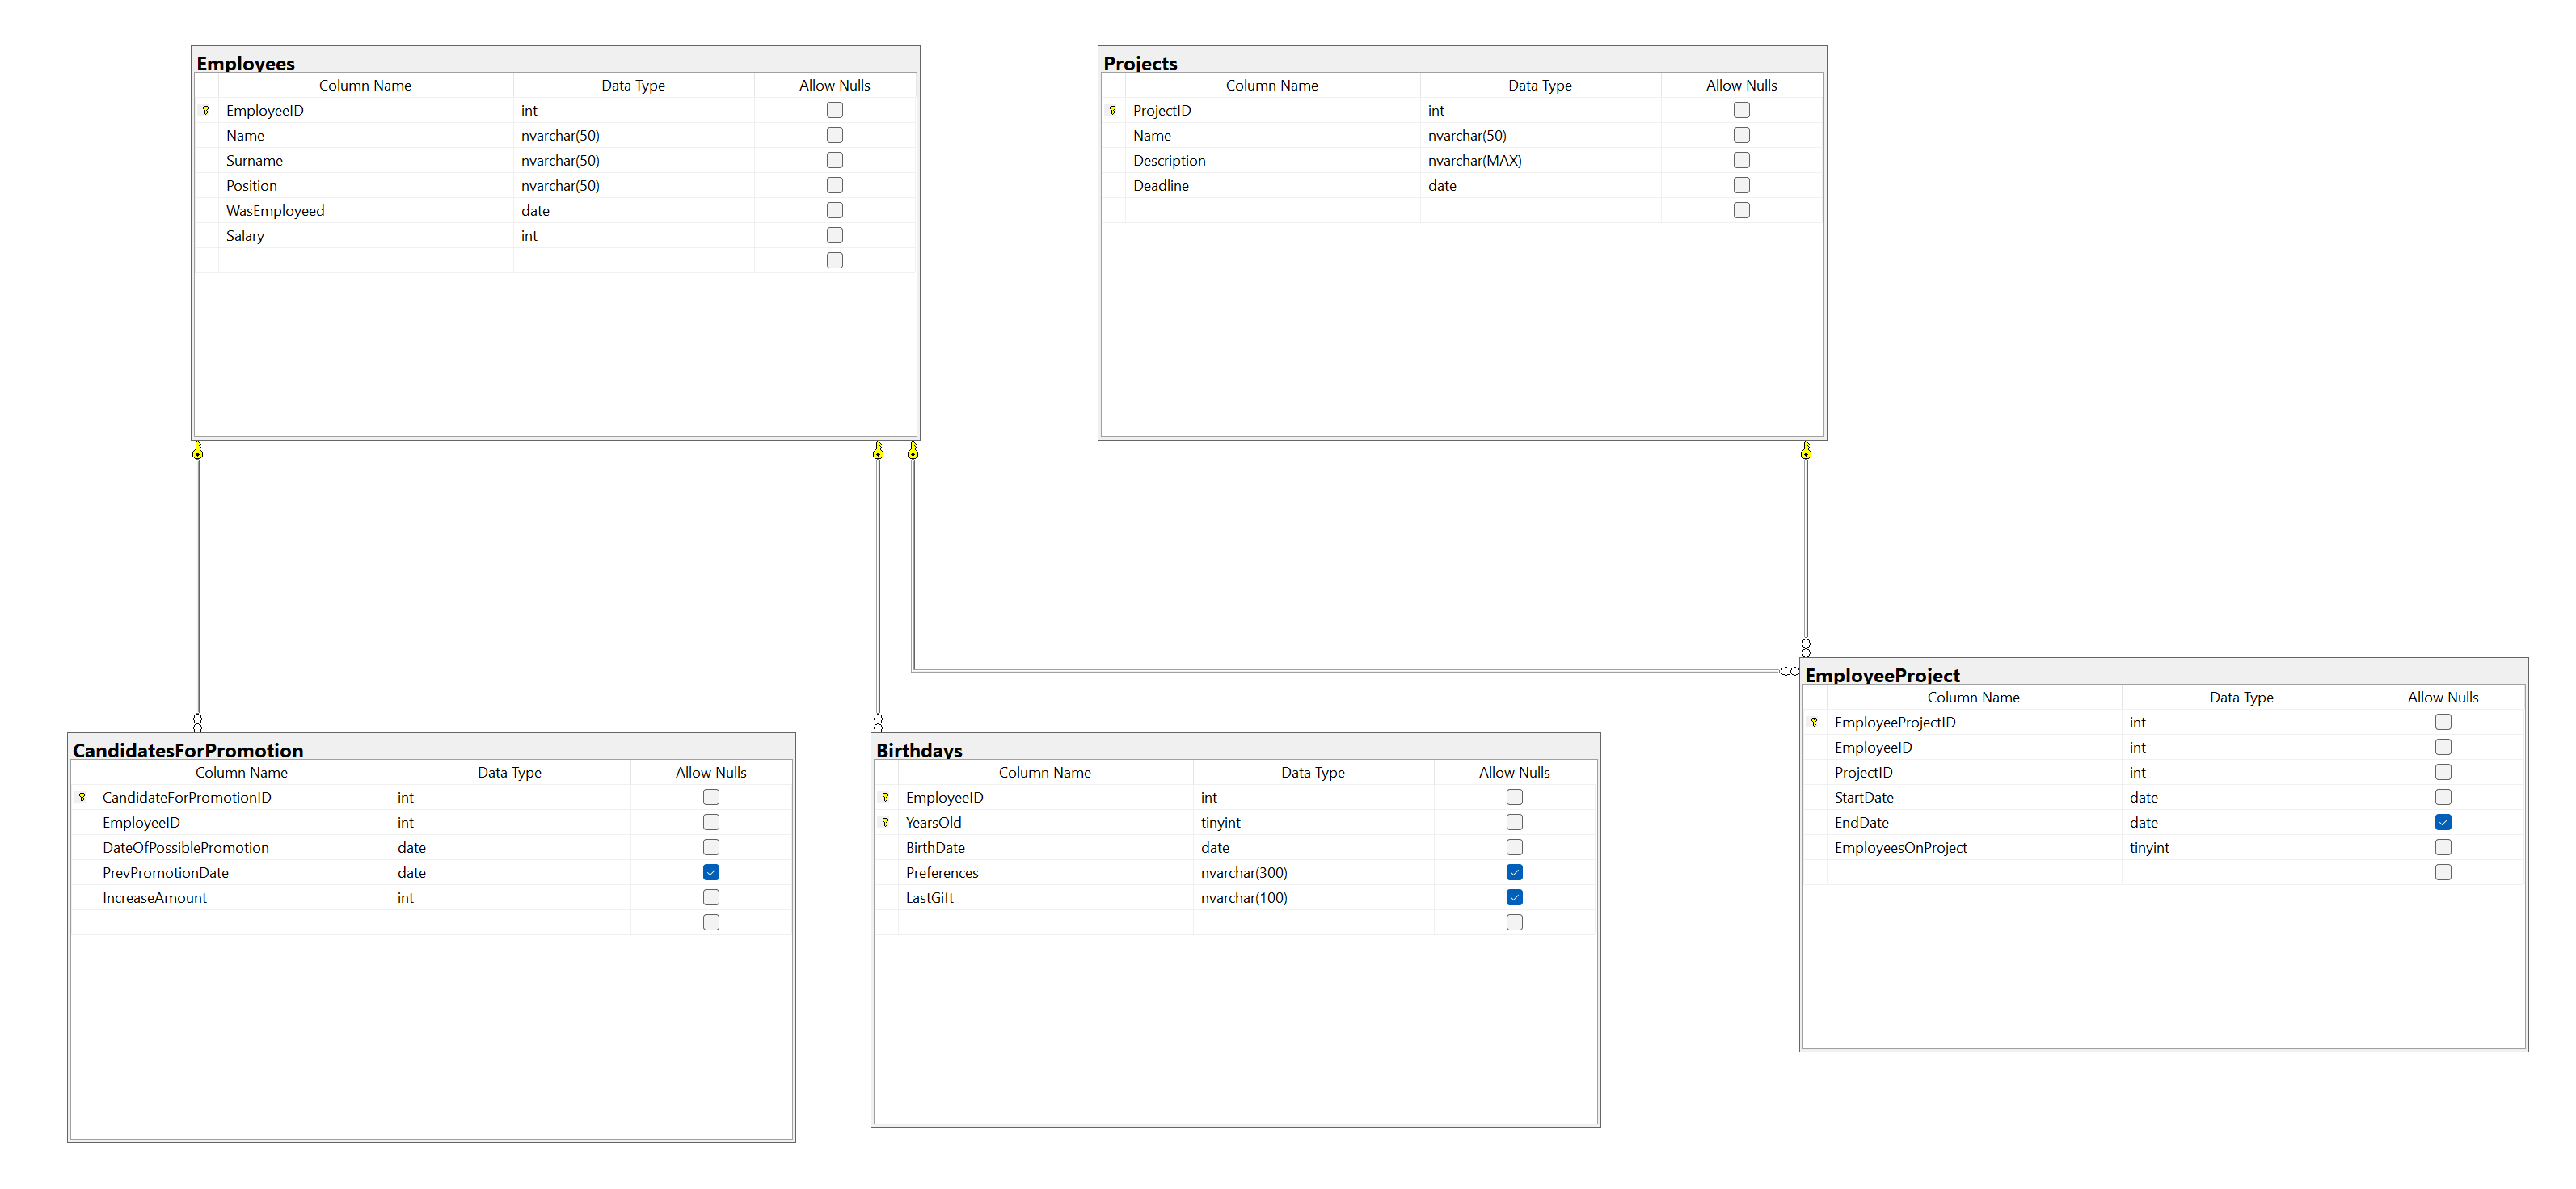 Employees
Column Name Data Type Allow Nulls
EmployeeID int
Name nvarchar(50)
Surname nvarchar(50)
Position nvarchar(50)
WasEmployeed date
Salary int
Projects
Column Name Data Type Allow Nulls
ProjectID int
Name nvarchar(50)
Description nvarchar(MAX)
Deadline date
CandidatesForPromotion
Column Name Data Type Allow Nulls
CandidateForPromotionID int
EmployeeID int
DateOfPossiblePromotion date
PrevPromotionDate date
IncreaseAmount int
Birthdays
Column Name Data Type Allow Nulls
EmployeeID int
YearsOld tinyint
BirthDate date
Preferences nvarchar(300)
LastGift nvarchar(100)
EmployeeProject
Column Name Data Type Allow Nulls
EmployeeProjectID int
EmployeeID int
ProjectID int
StartDate date
EndDate date
EmployeesOnProject tinyint